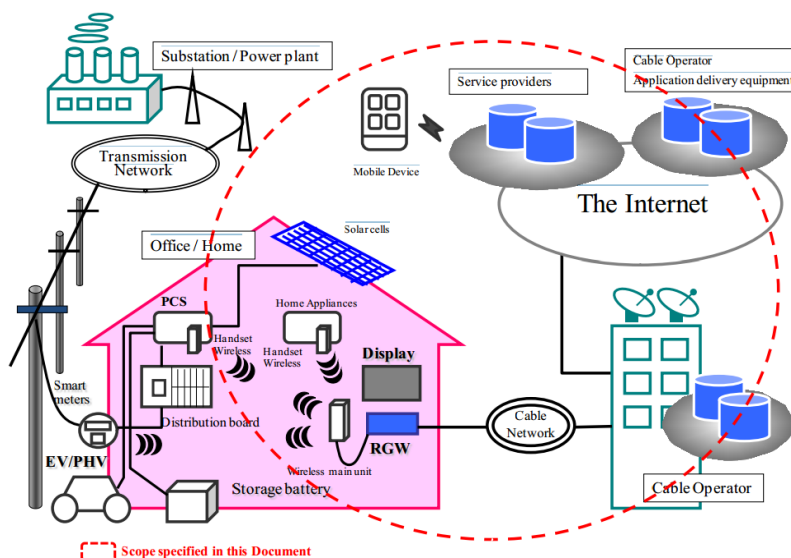 Substation / Power plant
Cable Operator
Application delivery equipment
Service providers
Transmission
Network
Mobile Device
The Internet
Office / Home
Solar cells
PCS
Home Appliances
Handset
Wireless
Handset
Wireless
Display
Smart
meters
Distribution board
Cable
Network
EV/PHV
RGW
Wireless main unit
Storage battery
Cable Operator
Scope specified in this Document